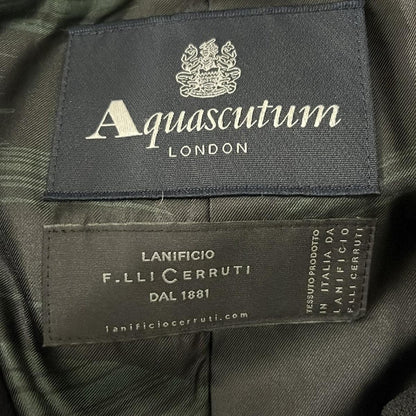 Aquascutum
LONDON
LANIFICIO
F.LLI CERRUTI
DAL 1881
lanificiocerruti.com
TESSUTO PRODOTTO
IN ITALIA DA
LANIFICIO
F.LLI CERRUTI